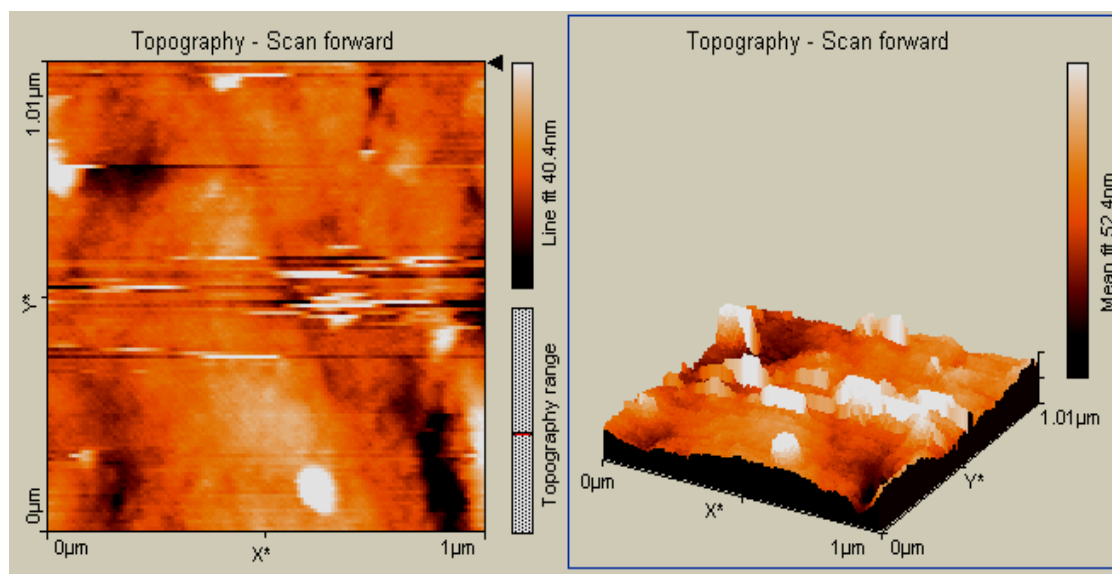 Topography - Scan forward
1.01µm
Y*
0µm
0µm
X*
1µm
Line fit 40.4nm
Topography range
Topography - Scan forward
Mean fit 52.4nm
1.01µm
Y*
0µm
X*
1µm
0µm